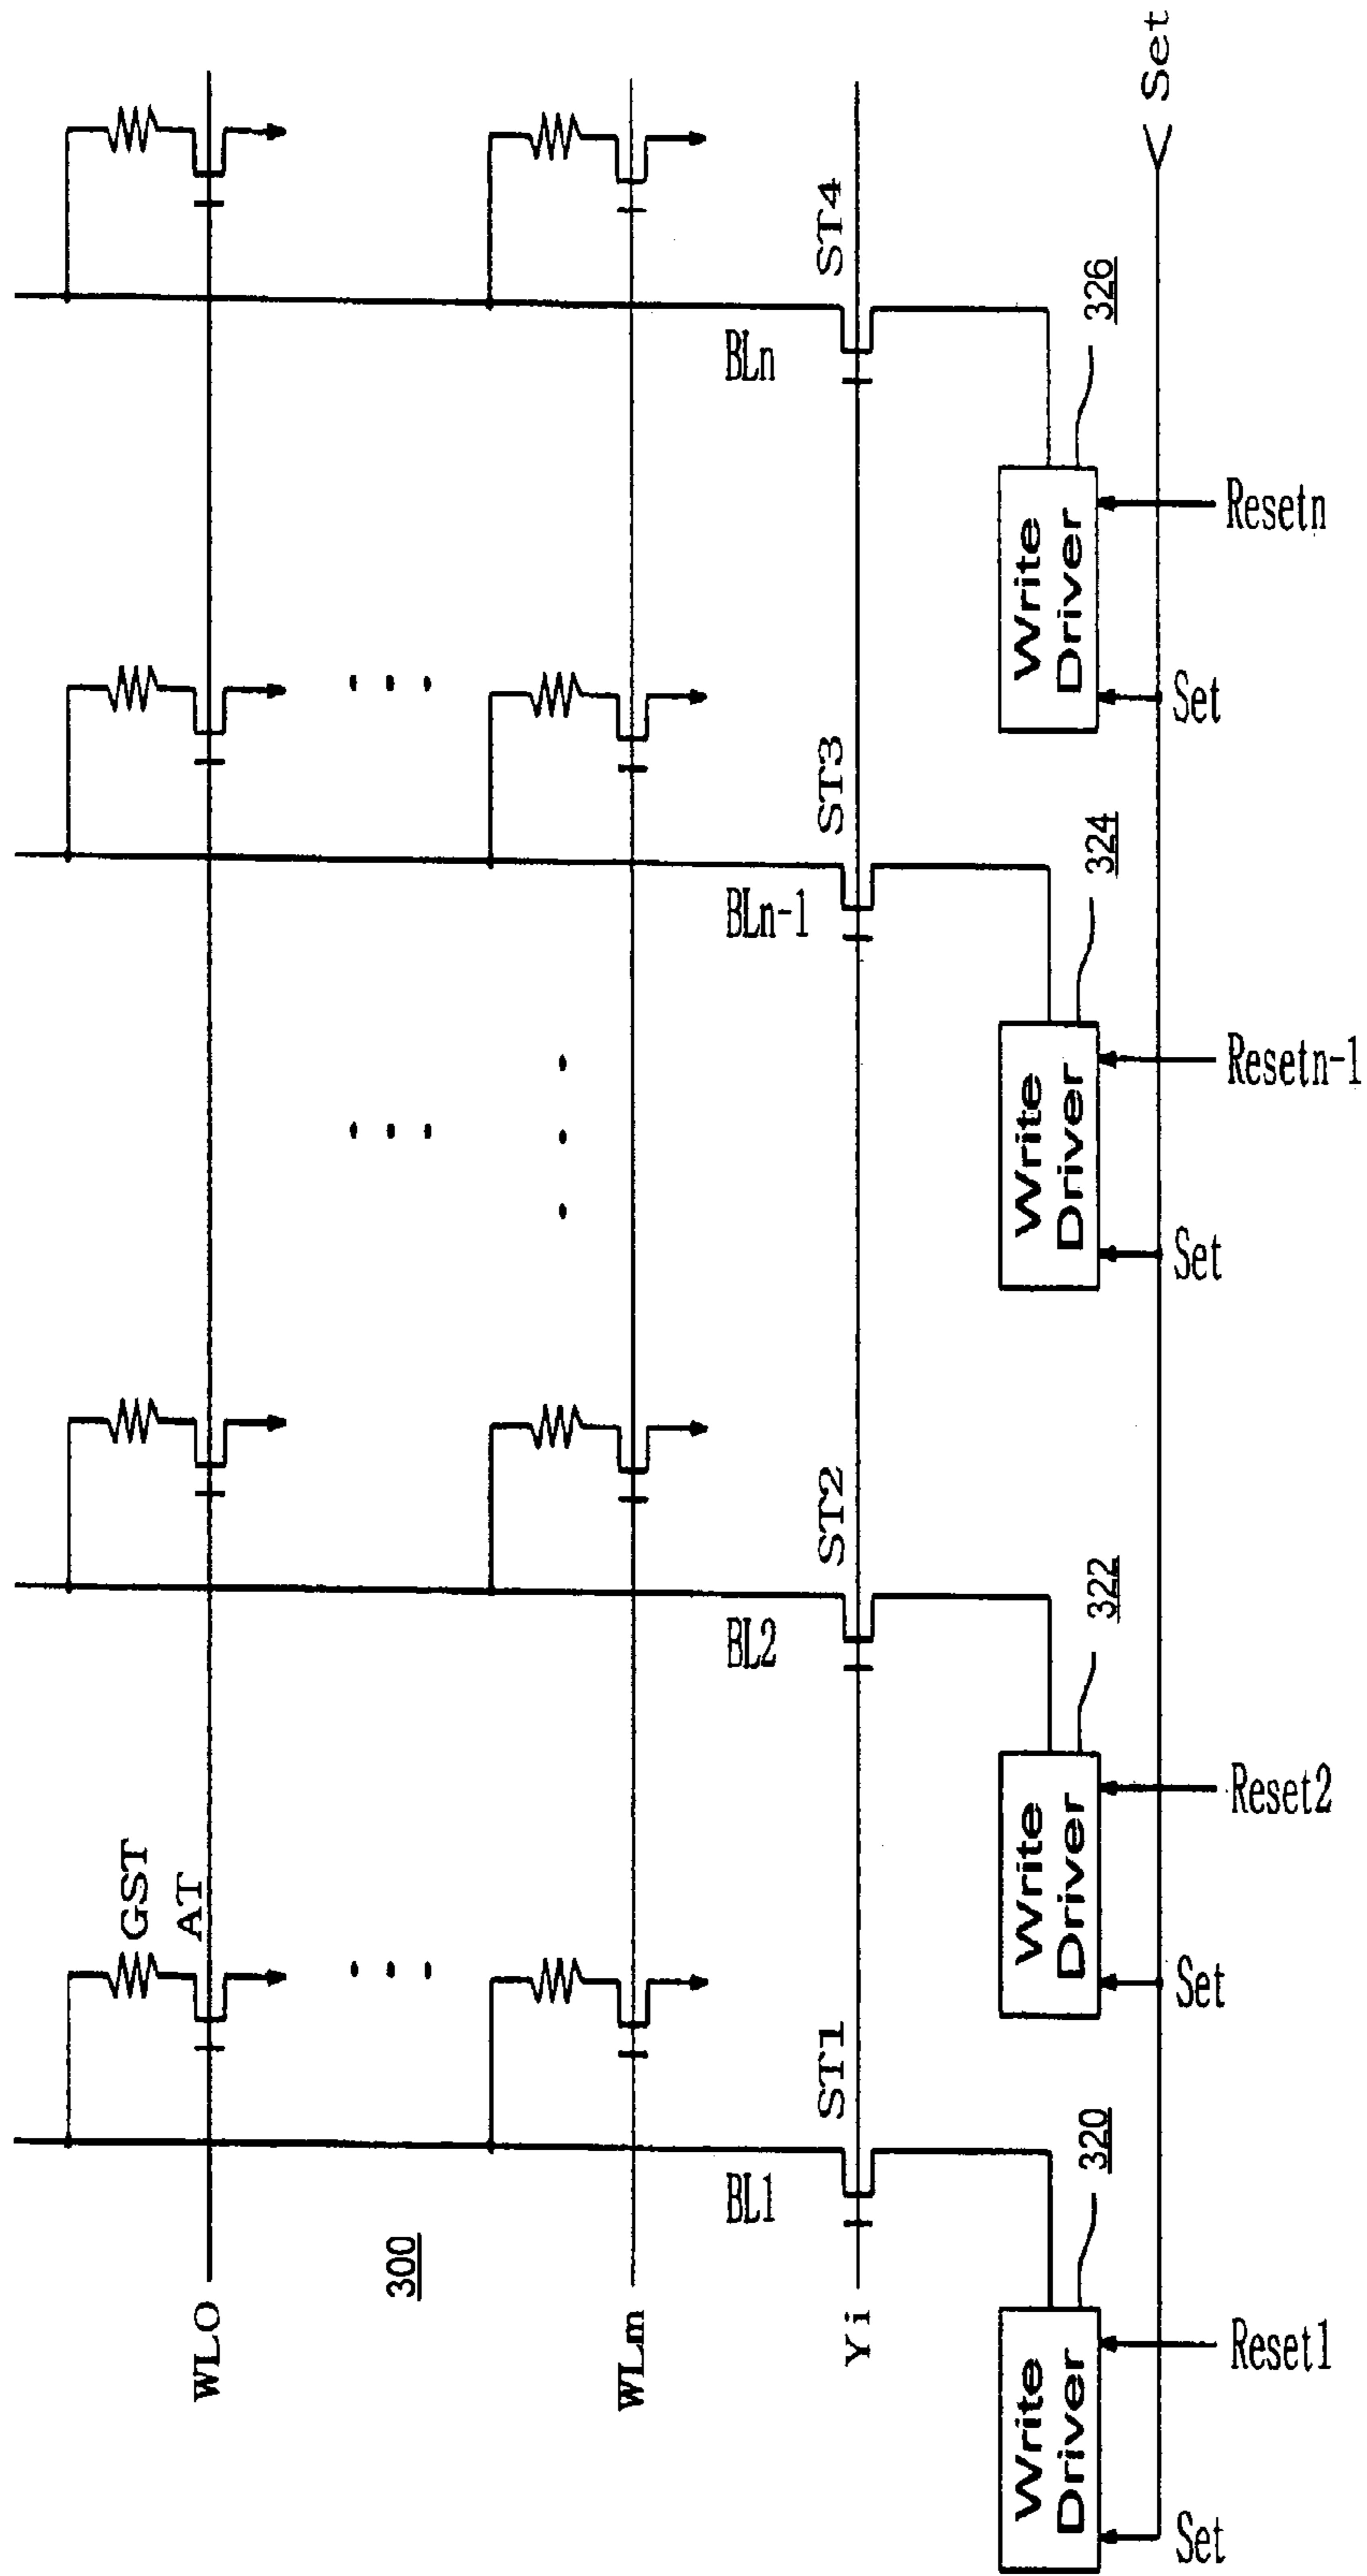 GST
AT
WL0
300
WLm
BL1
BL2
BLn-1
BLn
ST1
ST2
ST3
ST4
Yi
Write
Driver
320
Write
Driver
322
Write
Driver
324
Write
Driver
326
Set
Reset1
Set
Reset2
Set
Resetn-1
Set
Resetn
Set